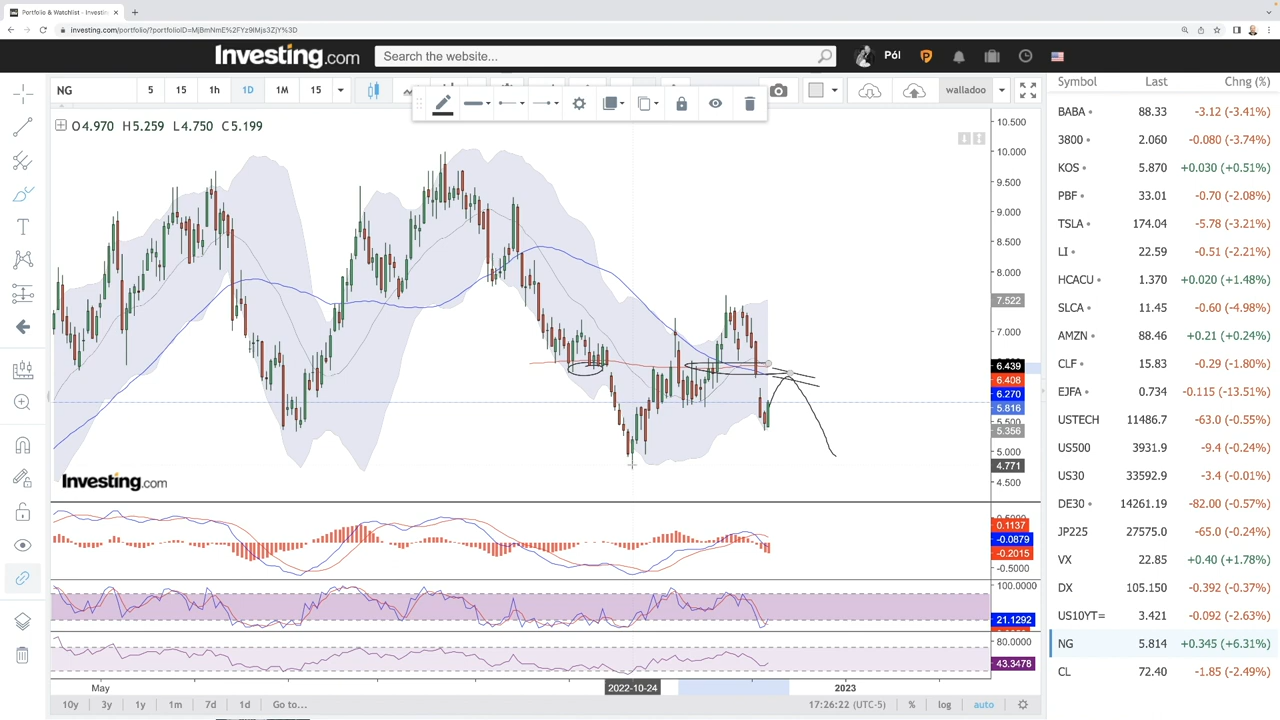 Portfolio & Watchlist - Investin
investing.com/portfolio/?portfolioID=MjBmNmE%2FYz9lMjs3ZjY%3D
Investing.com
Search the website...
Pól
P
NG
5
15
1h
1D
1M
15
walladoo
O4.970 H5.259 L4.750 C5.199
10.500
10.000
9.500
9.000
8.500
8.000
7.522
7.000
6.439
6.408
6.270
5.816
5.356
5.000
4.771
4.500
Investing.com
0.1137
-0.0879
-0.2015
-0.5000
100.0000
21.1292
80.0000
43.3478
May
2022-10-24
2023
10y 3y 1y 1m 7d 1d Go to...
17:26:22 (UTC-5) % log auto
Symbol Last Chng (%)
BABA 88.33 -3.12 (-3.41%)
3800 2.060 -0.080 (-3.74%)
KOS 5.870 +0.030 (+0.51%)
PBF 33.01 -0.70 (-2.08%)
TSLA 174.04 -5.78 (-3.21%)
LI 22.59 -0.51 (-2.21%)
HCACU 1.370 +0.020 (+1.48%)
SLCA 11.45 -0.60 (-4.98%)
AMZN 88.46 +0.21 (+0.24%)
CLF 15.83 -0.29 (-1.80%)
EJFA 0.734 -0.115 (-13.51%)
USTECH 11486.7 -63.0 (-0.55%)
US500 3931.9 -9.4 (-0.24%)
US30 33592.9 -3.4 (-0.01%)
DE30 14261.19 -82.00 (-0.57%)
JP225 27575.0 -65.0 (-0.24%)
VX 22.85 +0.40 (+1.78%)
DX 105.150 -0.392 (-0.37%)
US10YT= 3.421 -0.092 (-2.63%)
NG 5.814 +0.345 (+6.31%)
CL 72.40 -1.85 (-2.49%)